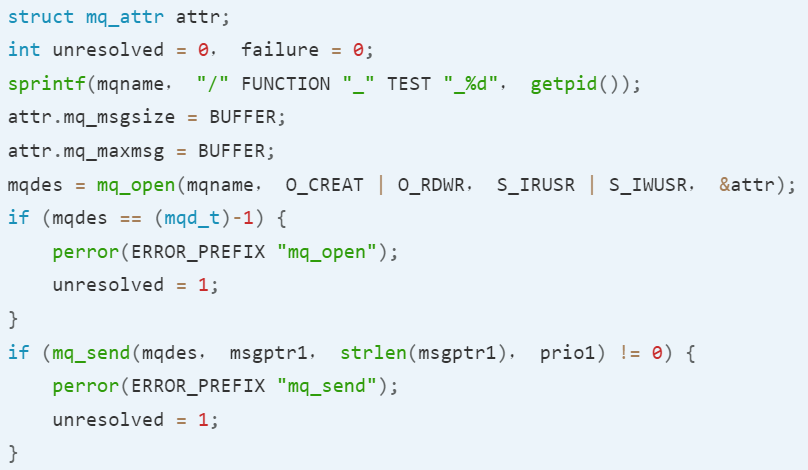 struct mq_attr attr;
int unresolved = 0， failure = 0;
sprintf(mqname， "/" FUNCTION "_" TEST "_%d"， getpid());
attr.mq_msgsize = BUFFER;
attr.mq_maxmsg = BUFFER;
mqdes = mq_open(mqname， O_CREAT | O_RDWR， S_IRUSR | S_IWUSR， &attr);
if (mqdes == (mqd_t)-1) {
    perror(ERROR_PREFIX "mq_open");
    unresolved = 1;
}
if (mq_send(mqdes， msgptr1， strlen(msgptr1)， prio1) != 0) {
    perror(ERROR_PREFIX "mq_send");
    unresolved = 1;
}